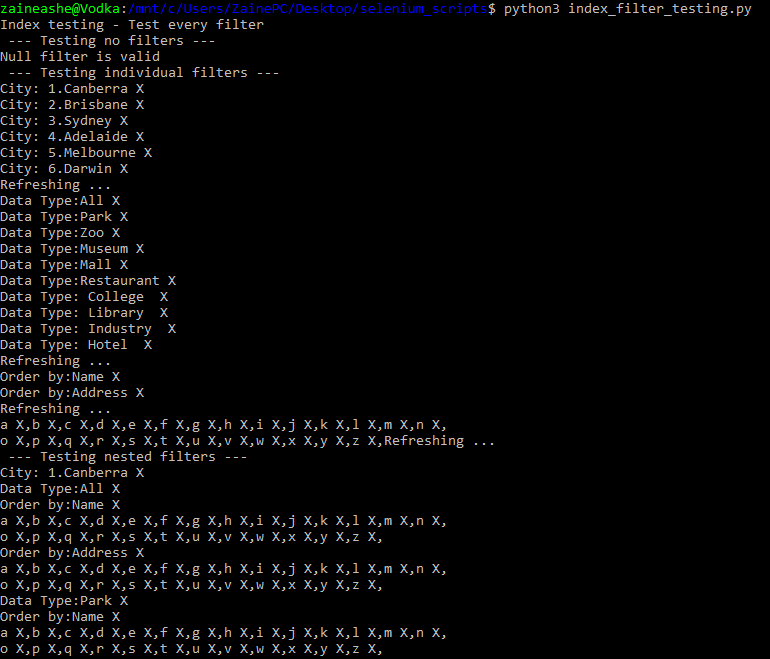 zaineashe@Vodka:/mnt/c/Users/ZainePC/Desktop/selenium_scripts$ python3 index_filter_testing.py
Index testing - Test every filter
 --- Testing no filters ---
Null filter is valid
 --- Testing individual filters ---
City: 1.Canberra X
City: 2.Brisbane X
City: 3.Sydney X
City: 4.Adelaide X
City: 5.Melbourne X
City: 6.Darwin X
Refreshing ...
Data Type:All X
Data Type:Park X
Data Type:Zoo X
Data Type:Museum X
Data Type:Mall X
Data Type:Restaurant X
Data Type: College  X
Data Type: Library  X
Data Type: Industry  X
Data Type: Hotel  X
Refreshing ...
Order by:Name X
Order by:Address X
Refreshing ...
a X,b X,c X,d X,e X,f X,g X,h X,i X,j X,k X,l X,m X,n X,
o X,p X,q X,r X,s X,t X,u X,v X,w X,x X,y X,z X,Refreshing ...
 --- Testing nested filters ---
City: 1.Canberra X
Data Type:All X
Order by:Name X
a X,b X,c X,d X,e X,f X,g X,h X,i X,j X,k X,l X,m X,n X,
o X,p X,q X,r X,s X,t X,u X,v X,w X,x X,y X,z X,
Order by:Address X
a X,b X,c X,d X,e X,f X,g X,h X,i X,j X,k X,l X,m X,n X,
o X,p X,q X,r X,s X,t X,u X,v X,w X,x X,y X,z X,
Data Type:Park X
Order by:Name X
a X,b X,c X,d X,e X,f X,g X,h X,i X,j X,k X,l X,m X,n X,
o X,p X,q X,r X,s X,t X,u X,v X,w X,x X,y X,z X,